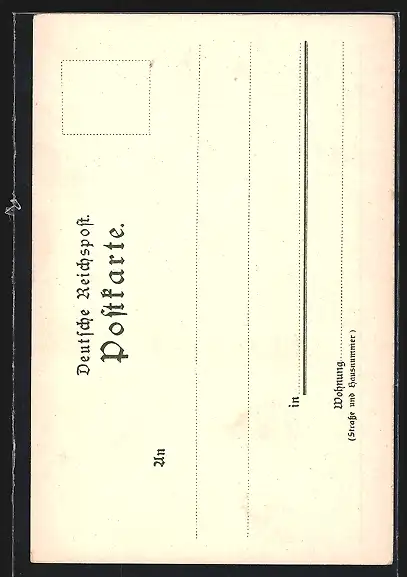 Deutsche Reichspost.
Postkarte.
An
in
Wohnung
(Straße und Hausnummer)